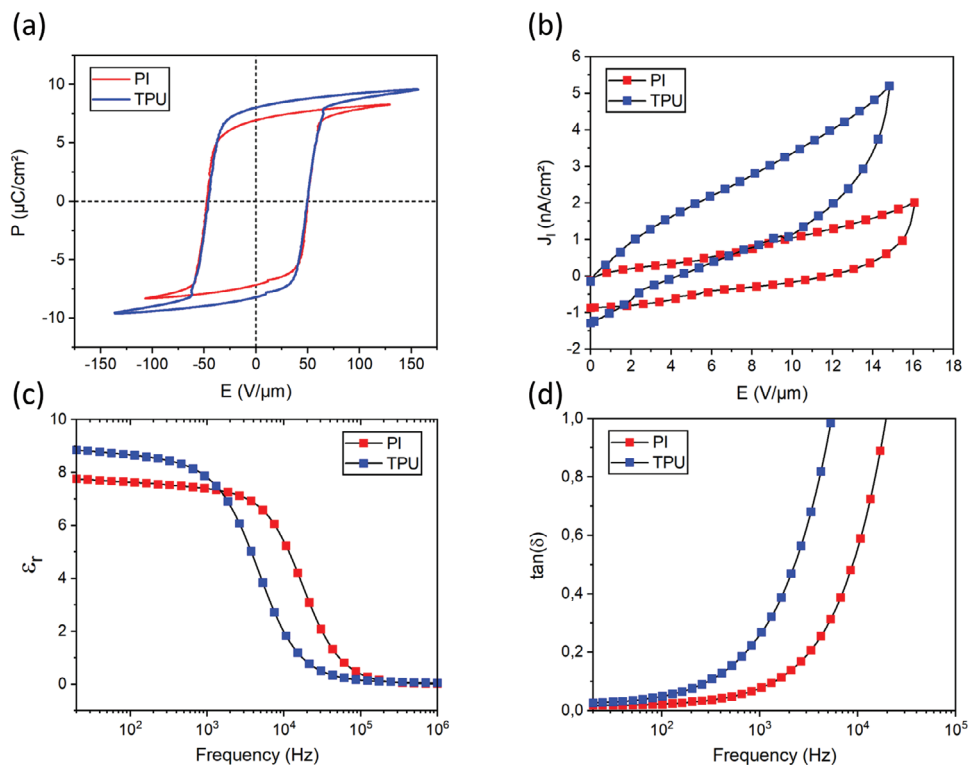 (a)
PI
TPU
10
5
0
-5
-10
P (µC/cm²)
-150 -100 -50 0 50 100 150
E (V/µm)
(b)
PI
TPU
6
5
4
3
2
1
0
-1
-2
Jₗ (nA/cm²)
0 2 4 6 8 10 12 14 16 18
E (V/µm)
(c)
PI
TPU
10
8
6
4
2
0
εᵣ
10² 10³ 10⁴ 10⁵ 10⁶
Frequency (Hz)
(d)
PI
TPU
1,0
0,8
0,6
0,4
0,2
0,0
tan(δ)
10² 10³ 10⁴ 10⁵
Frequency (Hz)